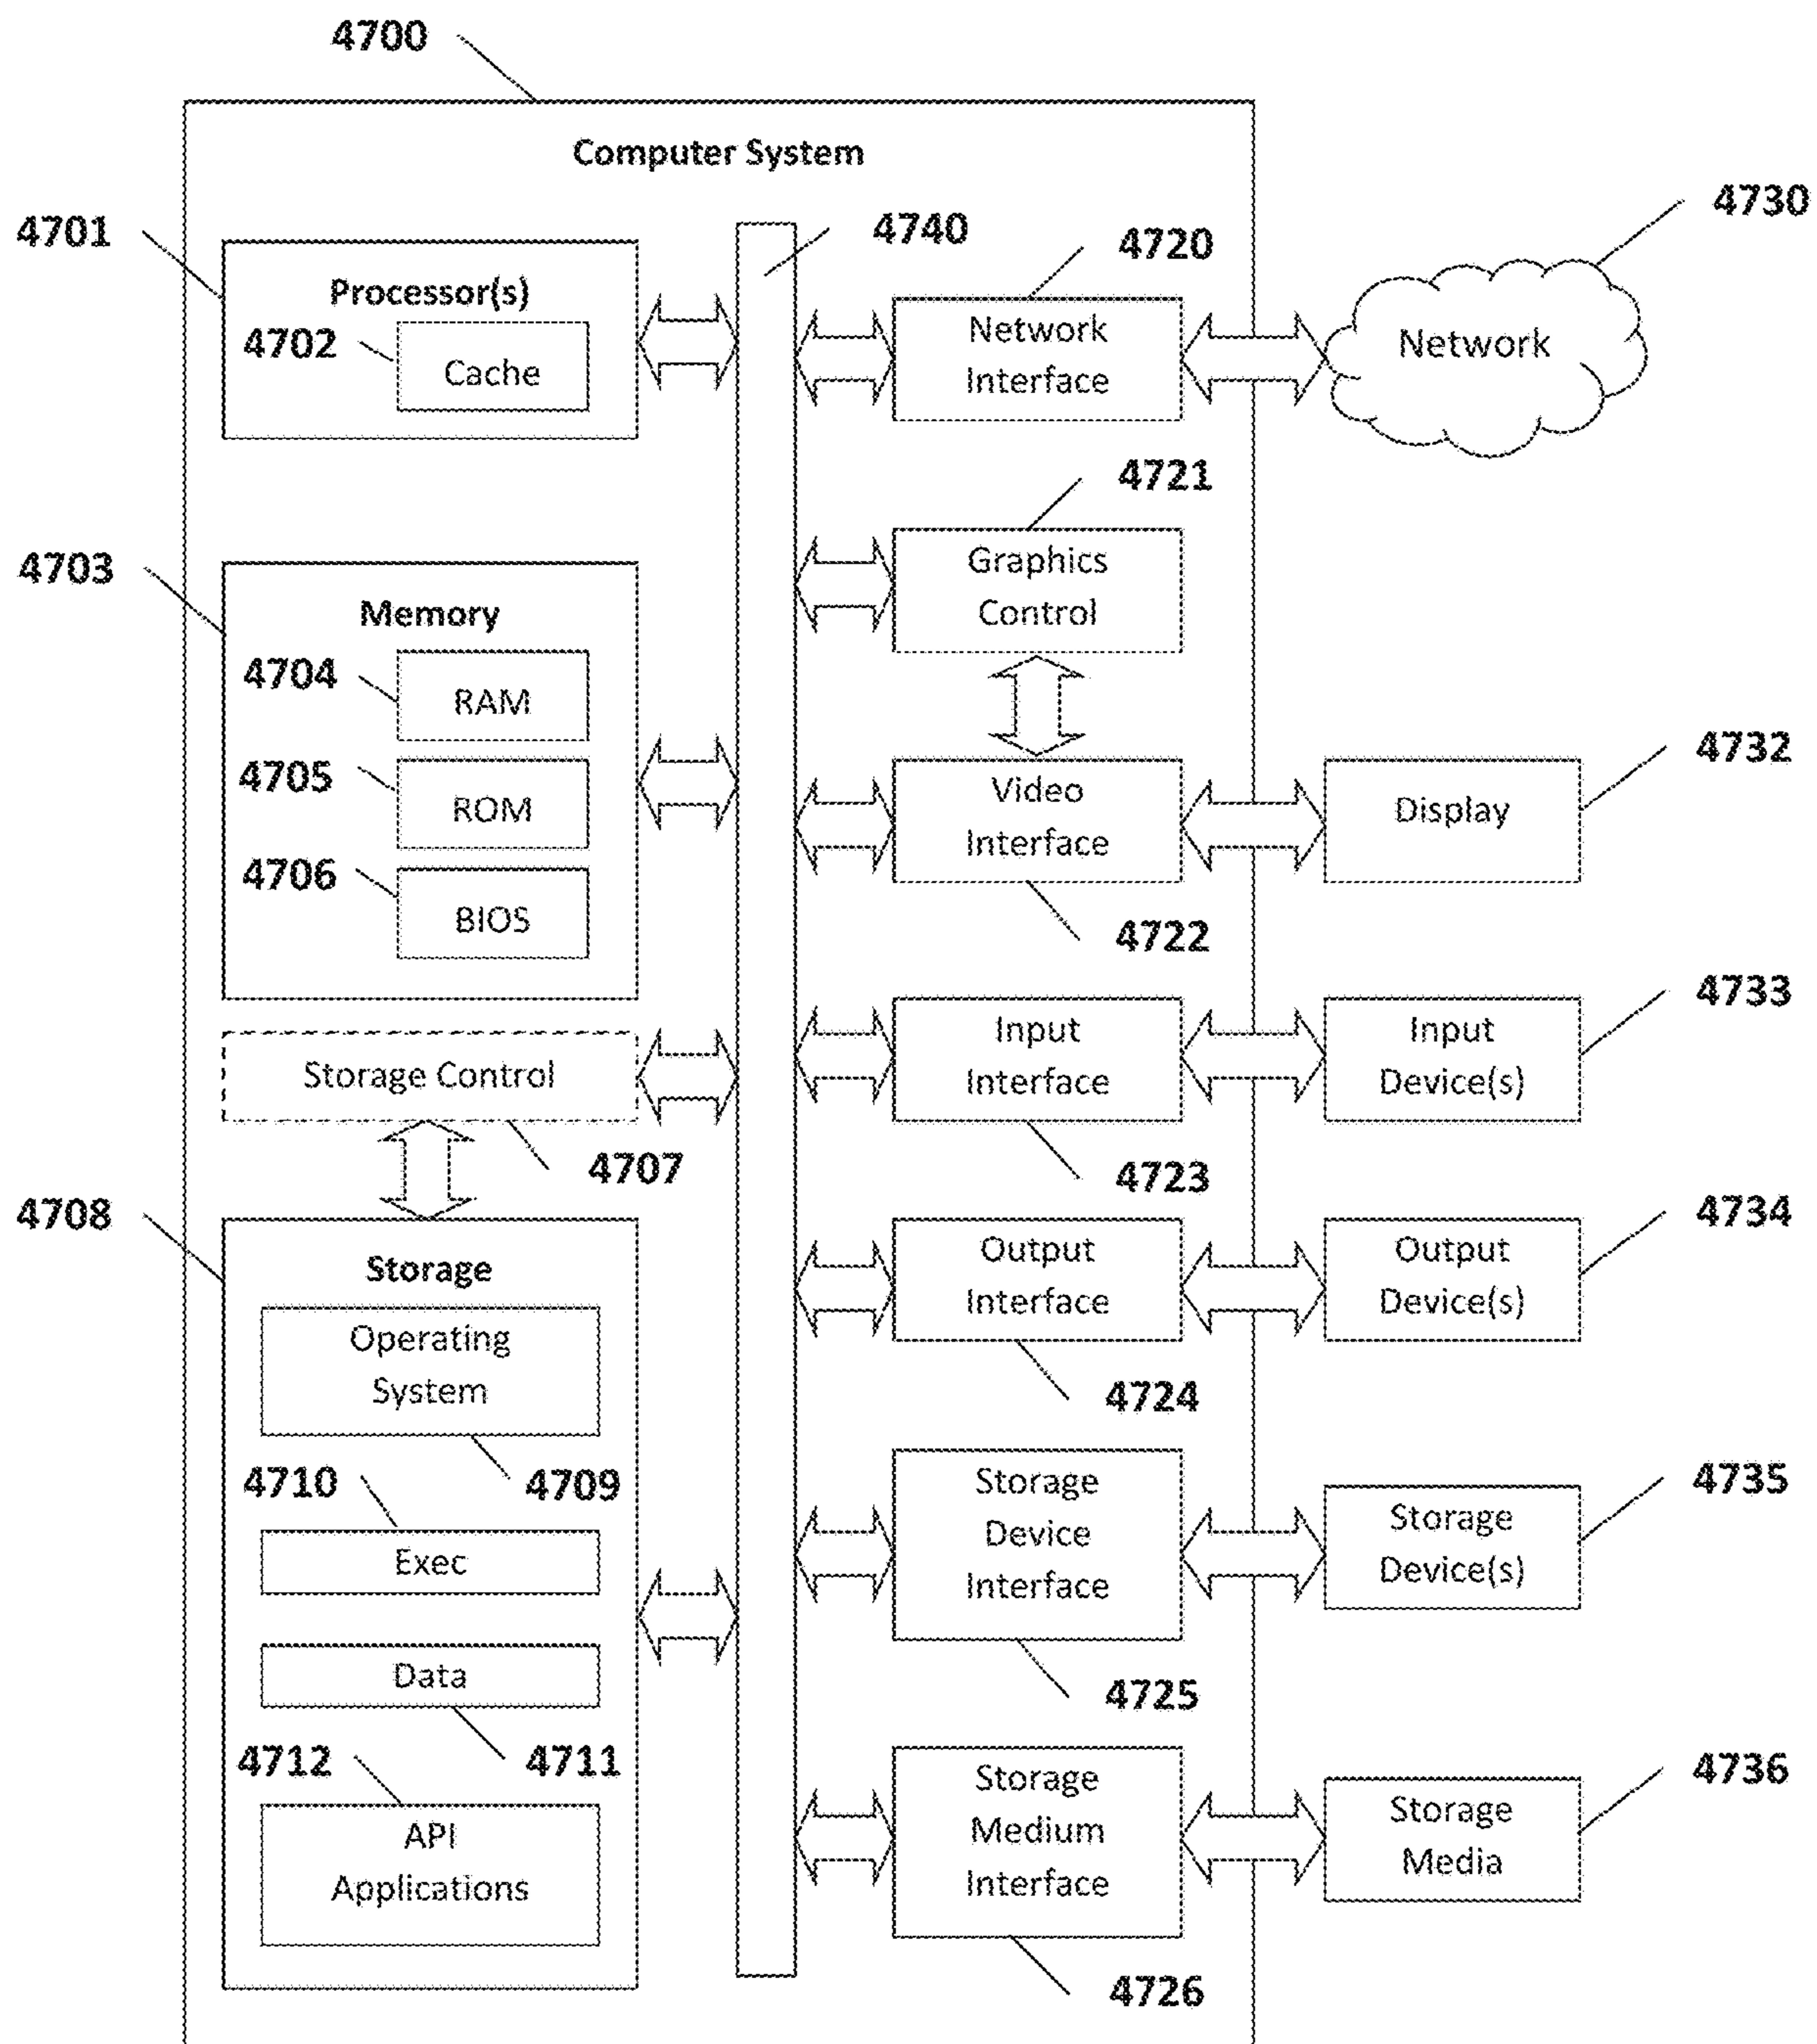 4700
Computer System
4701
Processor(s)
4702
Cache
4703
Memory
4704
RAM
4705
ROM
4706
BIOS
Storage Control
4707
4708
Storage
Operating
System
4709
4710
Exec
Data
4711
4712
API
Applications
4740
4720
Network
Interface
4730
Network
4721
Graphics
Control
Video
Interface
4722
4732
Display
Input
Interface
4723
4733
Input
Device(s)
Output
Interface
4724
4734
Output
Device(s)
Storage
Device
Interface
4725
4735
Storage
Device(s)
Storage
Medium
Interface
4726
4736
Storage
Media